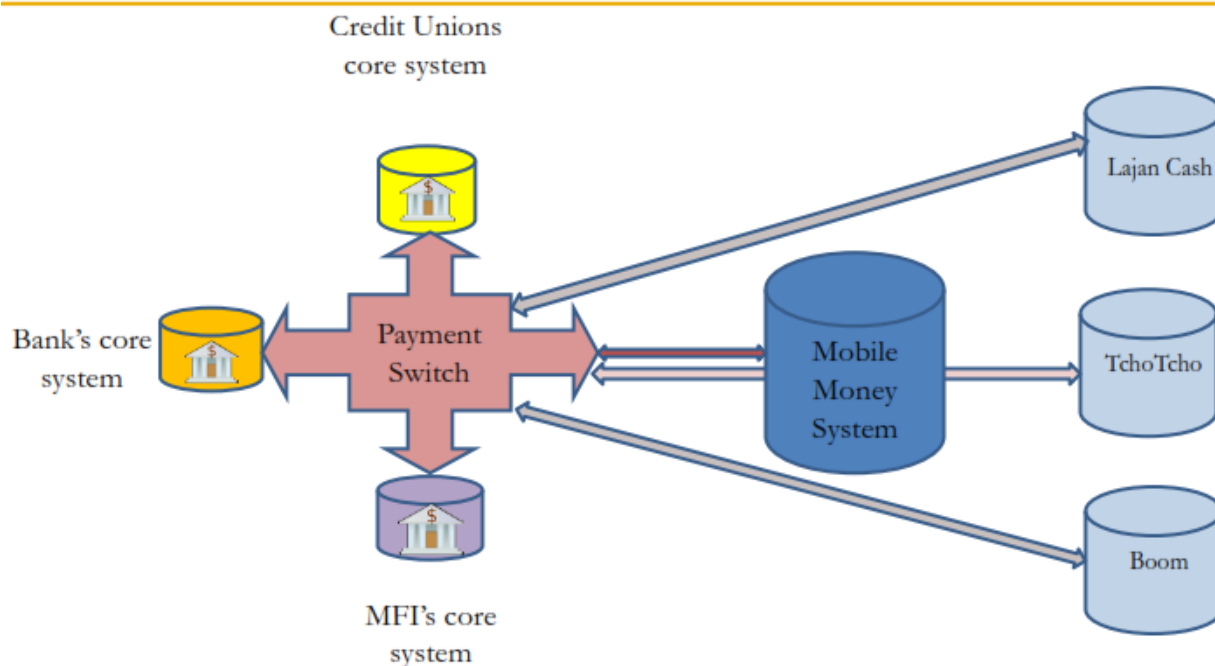 Credit Unions
core system
Lajan Cash
Bank's core
system
Payment
Switch
Mobile
Money
System
TchoTcho
MFI's core
system
Boom
$
$
$